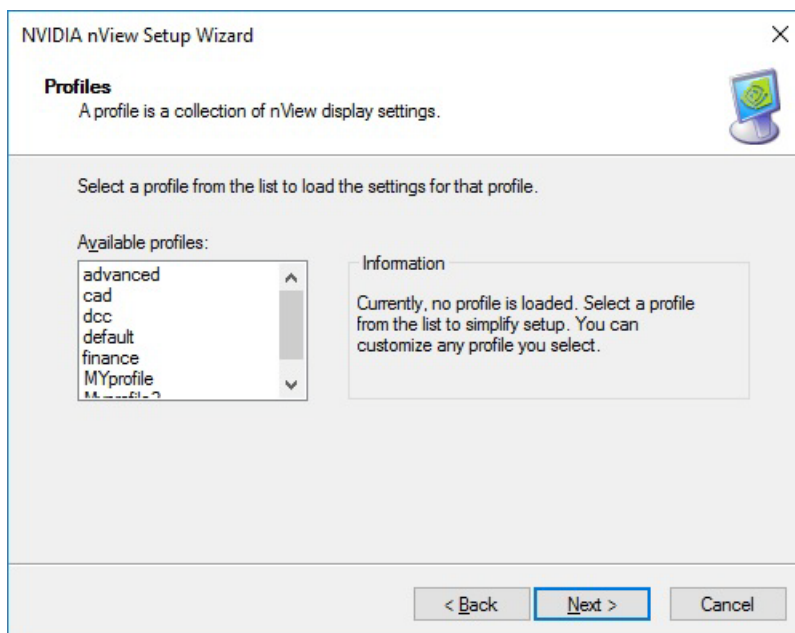 NVIDIA nView Setup Wizard
Profiles
A profile is a collection of nView display settings.
Select a profile from the list to load the settings for that profile.
Available profiles:
advanced
cad
dcc
default
finance
MYprofile
Information
Currently, no profile is loaded. Select a profile
from the list to simplify setup. You can
customize any profile you select.
< Back
Next >
Cancel